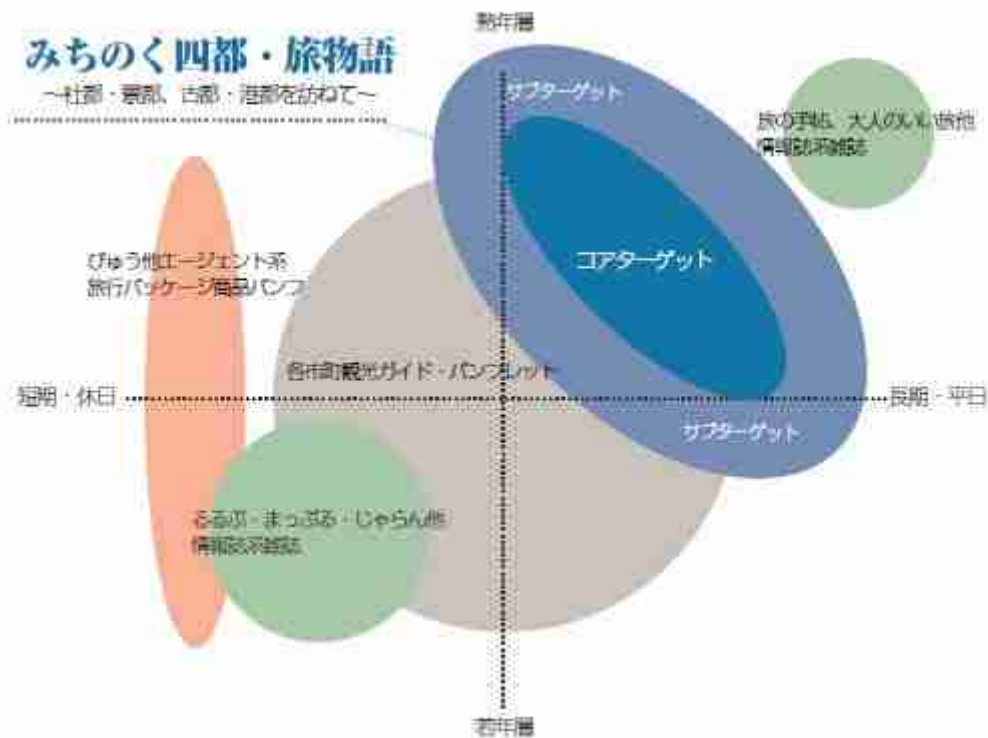 熟年層
みちのく四都・旅物語
～杜都・景都、古都・港都を訪ねて～
サブターゲット
旅の手帖、大人のいい旅他
情報誌系雑誌
コアターゲット
びゅう他エージェント系
旅行パッケージ商品パンフ
各市町観光ガイド・パンフレット
短期・休日
長期・平日
サブターゲット
るるぶ・まっぷる・じゃらん他
情報誌系雑誌
若年層